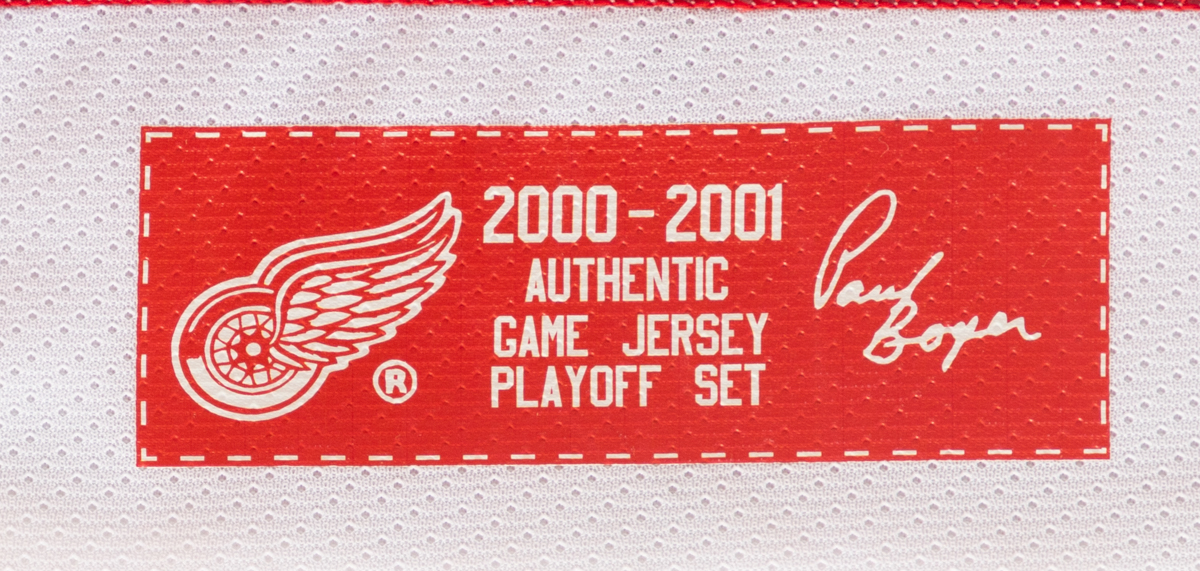 2000-2001
AUTHENTIC
GAME JERSEY
PLAYOFF SET
®
Paul
Boyer